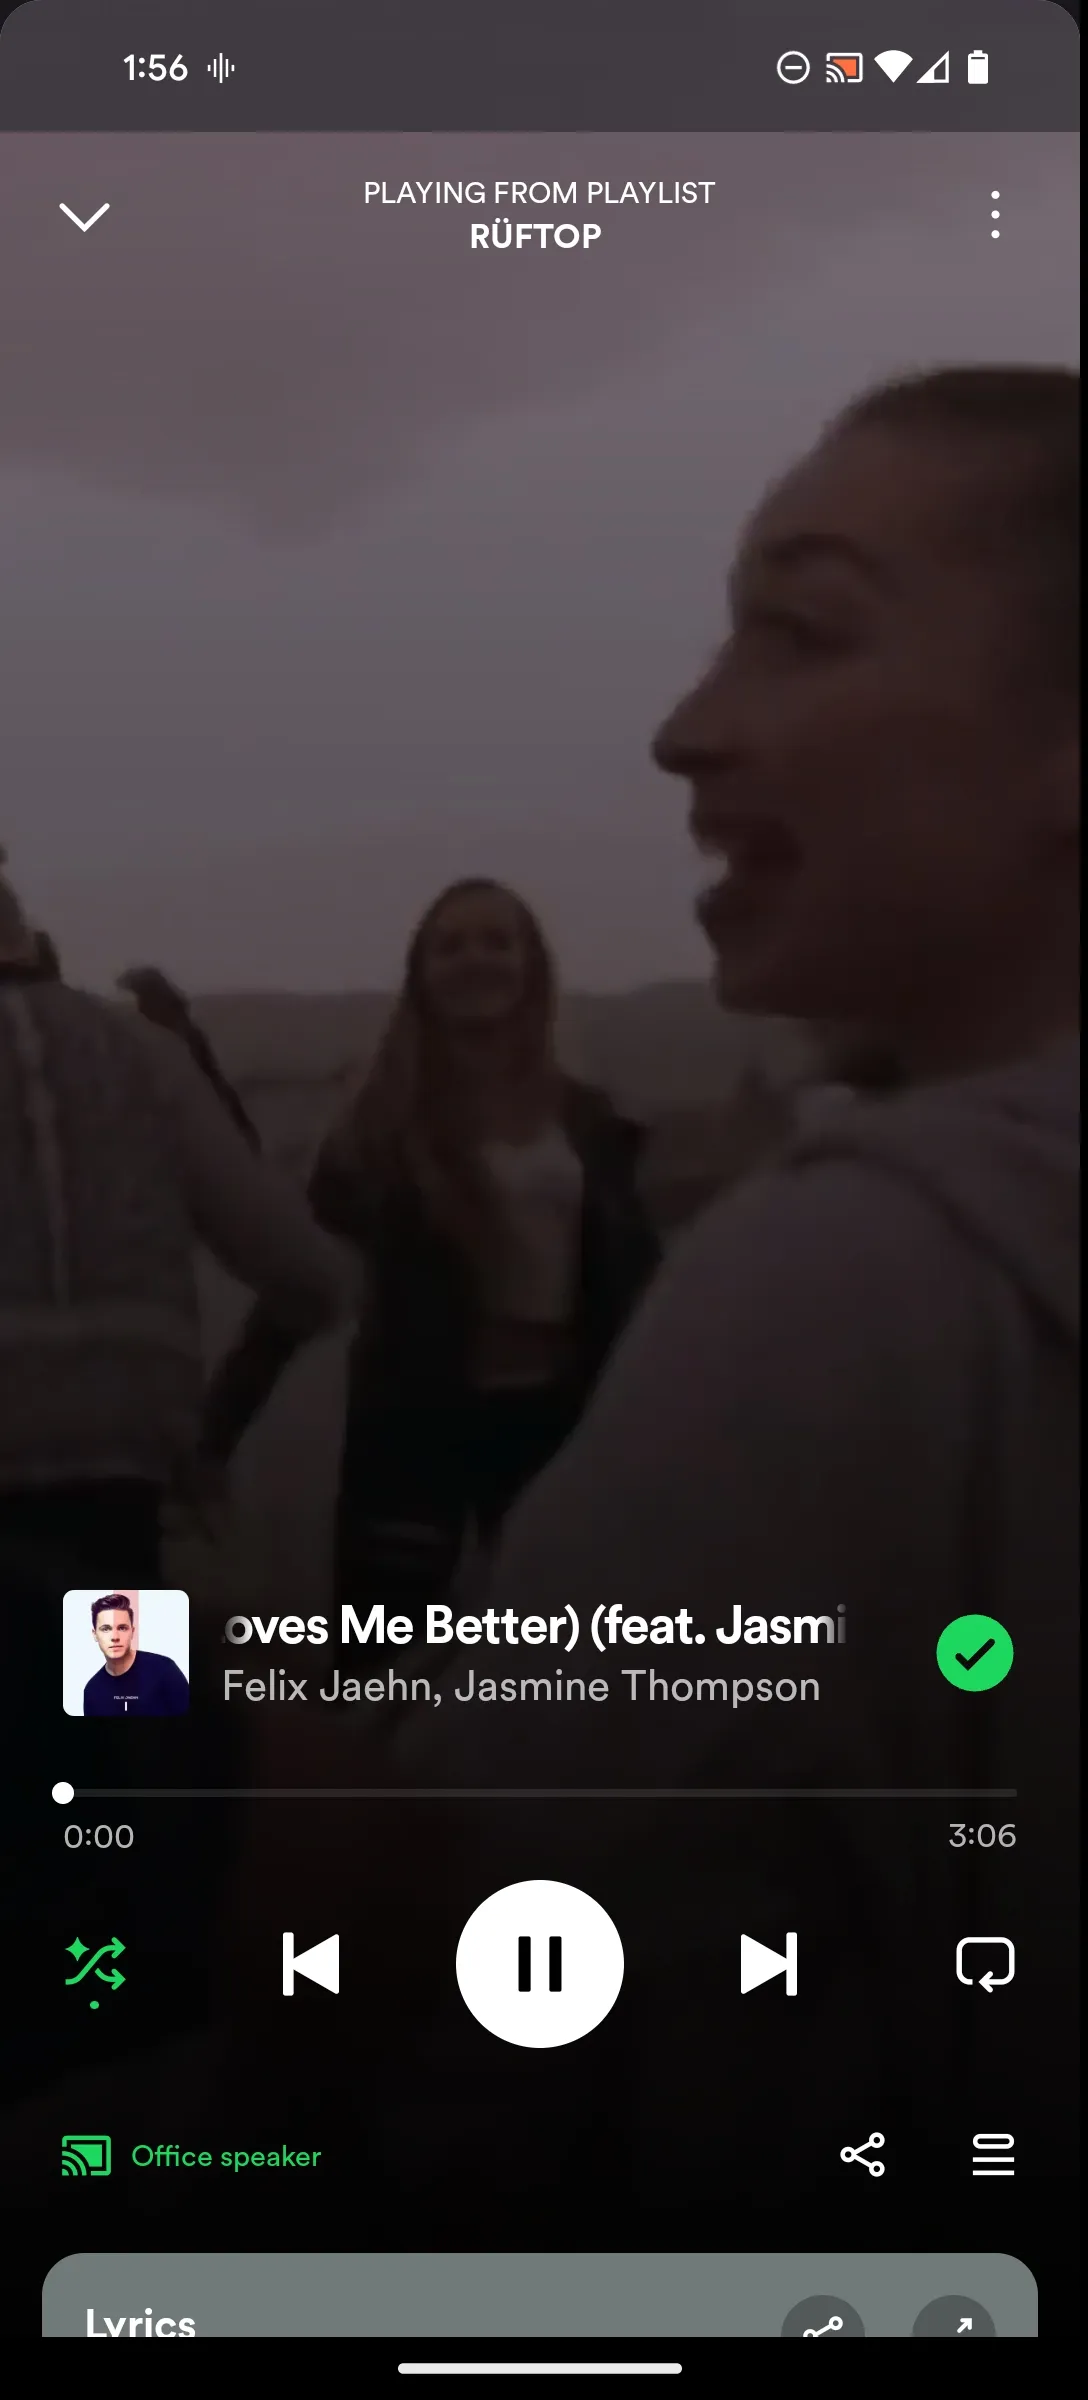 1:56
PLAYING FROM PLAYLIST
RÜFTOP
oves Me Better) (feat. Jasmi
Felix Jaehn, Jasmine Thompson
0:00
3:06
Office speaker
Lyrics